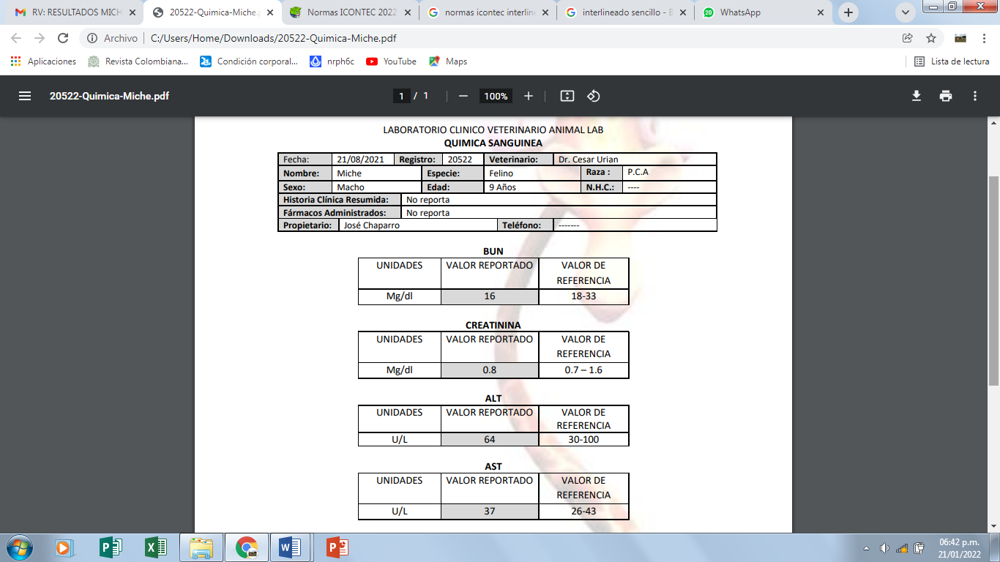 RV: RESULTADOS MICH
20522-Quimica-Miche.p
Normas ICONTEC 2022
normas icontec interline
interlineado sencillo - B
20 WhatsApp
Archivo C:/Users/Home/Downloads/20522-Quimica-Miche.pdf
Aplicaciones Revista Colombiana... Condición corporal... nrph6c YouTube Maps Lista de lectura
20522-Quimica-Miche.pdf 1 / 1 100%
LABORATORIO CLINICO VETERINARIO ANIMAL LAB
QUIMICA SANGUINEA
Fecha: 21/08/2021 Registro: 20522 Veterinario: Dr. Cesar Urian
Nombre: Miche Especie: Felino Raza : P.C.A
Sexo: Macho Edad: 9 Años N.H.C.: ----
Historia Clínica Resumida: No reporta
Fármacos Administrados: No reporta
Propietario: José Chaparro Teléfono: -------
BUN
UNIDADES VALOR REPORTADO VALOR DE
REFERENCIA
Mg/dl 16 18-33
CREATININA
UNIDADES VALOR REPORTADO VALOR DE
REFERENCIA
Mg/dl 0.8 0.7 – 1.6
ALT
UNIDADES VALOR REPORTADO VALOR DE
REFERENCIA
U/L 64 30-100
AST
UNIDADES VALOR REPORTADO VALOR DE
REFERENCIA
U/L 37 26-43
06:42 p.m.
21/01/2022